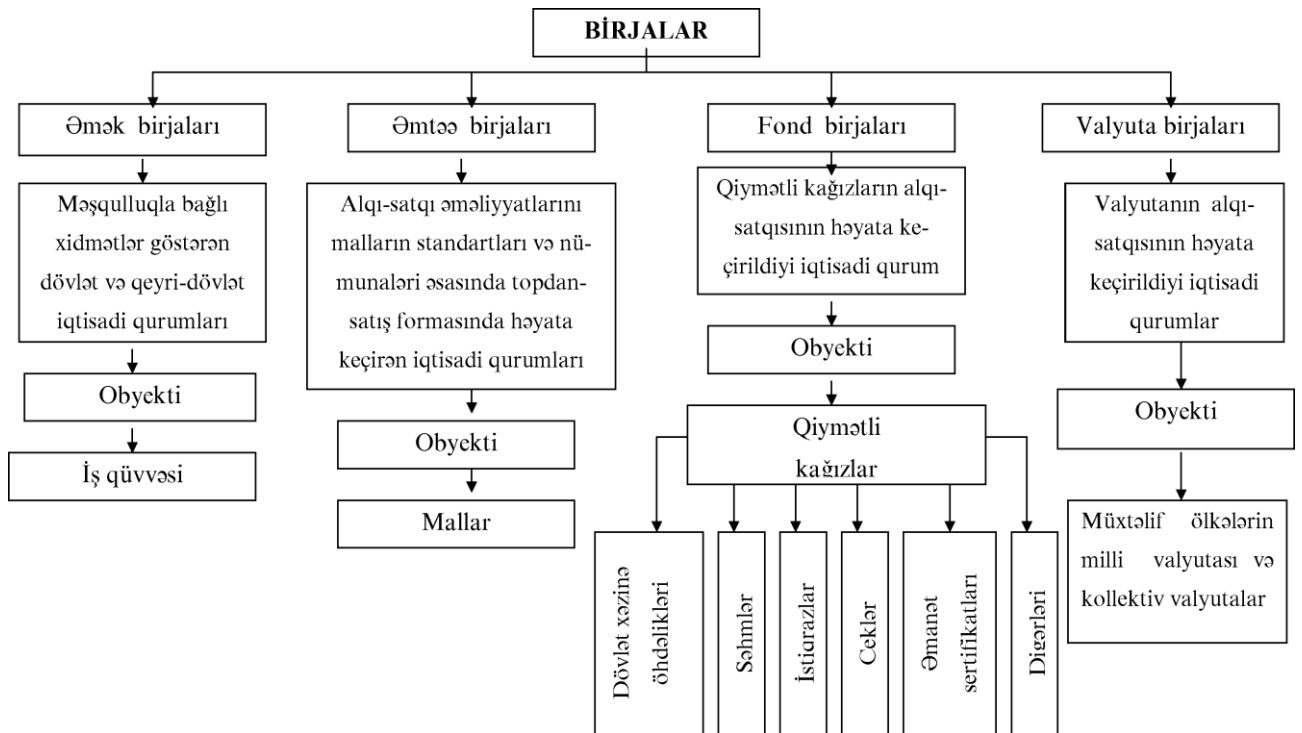 BİRJALAR
Əmək birjaları
Məşqulluqla bağlı
xidmətlər göstərən
dövlət və qeyri-dövlət
iqtisadi qurumları
Obyekti
İş qüvvəsi
Əmtəə birjaları
Alqı-satqı əməliyyatlarını
malların standartları və nü-
munaləri əsasında topdan-
satış formasında həyata
keçirən iqtisadi qurumları
Obyekti
Mallar
Fond birjaları
Qiymətli kağızların alqı-
satqısının həyata ke-
çirildiyi iqtisadi qurum
Obyekti
Qiymətli
kağızlar
Dövlət xəzinə
öhdəlikləri
Səhmlər
İstiqrazlar
Ceklər
Əmanət
sertifikatları
Digərləri
Valyuta birjaları
Valyutanın alqı-
satqısının həyata
keçirildiyi iqtisadi
qurumlar
Obyekti
Müxtəlif ölkələrin
milli valyutası və
kollektiv valyutalar